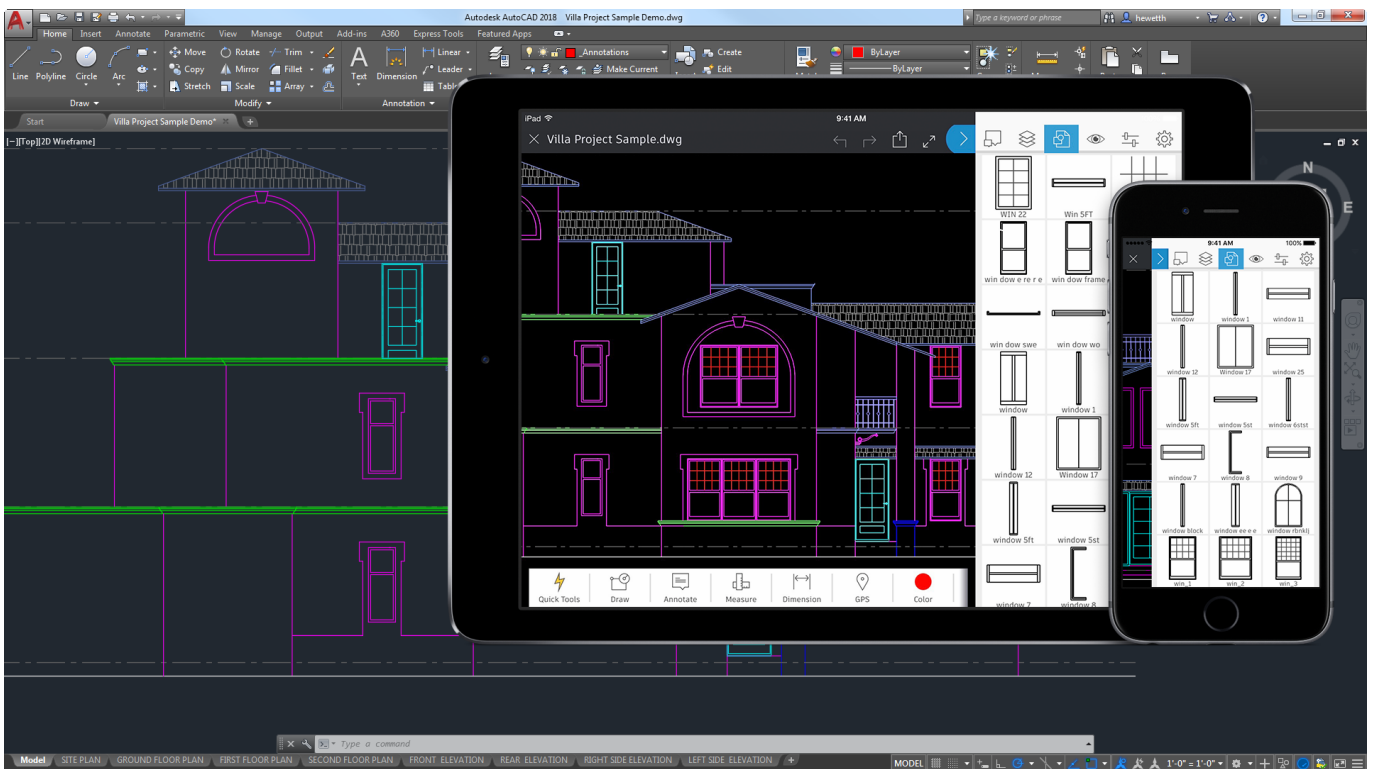 Autodesk AutoCAD 2018 Villa Project Sample Demo.dwg
Type a keyword or phrase
hewetth
Home Insert Annotate Parametric View Manage Output Add-ins A360 Express Tools Featured Apps
Move Rotate Trim
Linear
_Annotations
Create
ByLayer
Copy Mirror Fillet
Leader
Make Current
Edit
ByLayer
Line Polyline Circle Arc
Stretch Scale Array
Text Dimension
Draw Modify Annotation
Start Villa Project Sample Demo*
[−][Top][2D Wireframe]
N
E
iPad 9:41 AM
Villa Project Sample.dwg
WIN 22 Win 5FT
win dow e re r e win dow frame
win dow swe win dow wo
window window 1
window 12 Window 17
window 5ft window 5st
window 7 window 8
Quick Tools Draw Annotate Measure Dimension GPS Color
9:41 AM 100%
window window 1 window 11
window 12 Window 17 window 25
window 5ft window 5st window 6stst
window 7 window 8 window 9
window block window ee e e window rbnklj
win_1 win_2 win_3
Type a command
Model SITE PLAN GROUND FLOOR PLAN FIRST FLOOR PLAN SECOND FLOOR PLAN FRONT ELEVATION REAR ELEVATION RIGHT SIDE ELEVATION LEFT SIDE ELEVATION
MODEL 1'-0" = 1'-0"